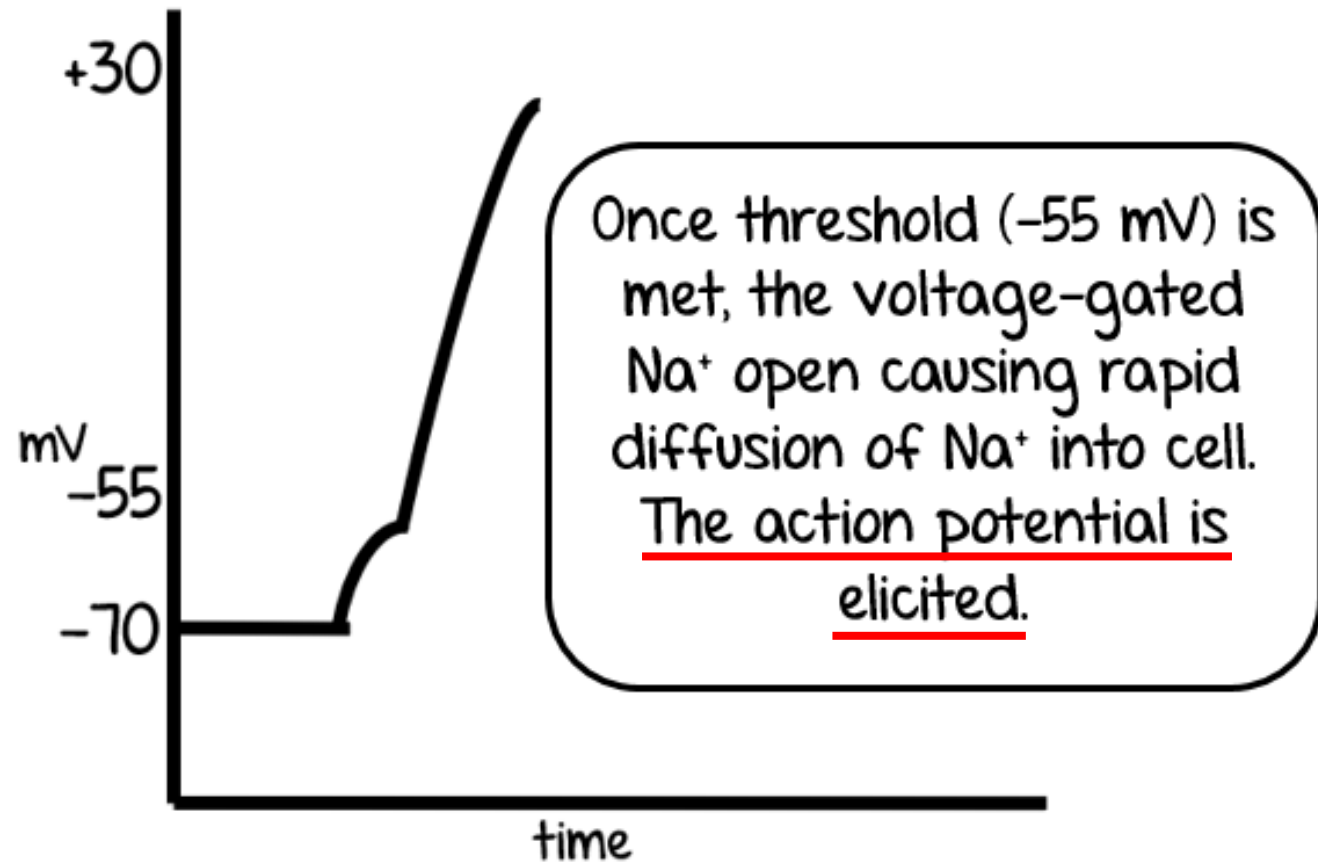 +30
Once threshold (-55 mV) is
met, the voltage-gated
Na⁺ open causing rapid
diffusion of Na⁺ into cell.
The action potential is
elicited.
mV
-55
-70
time